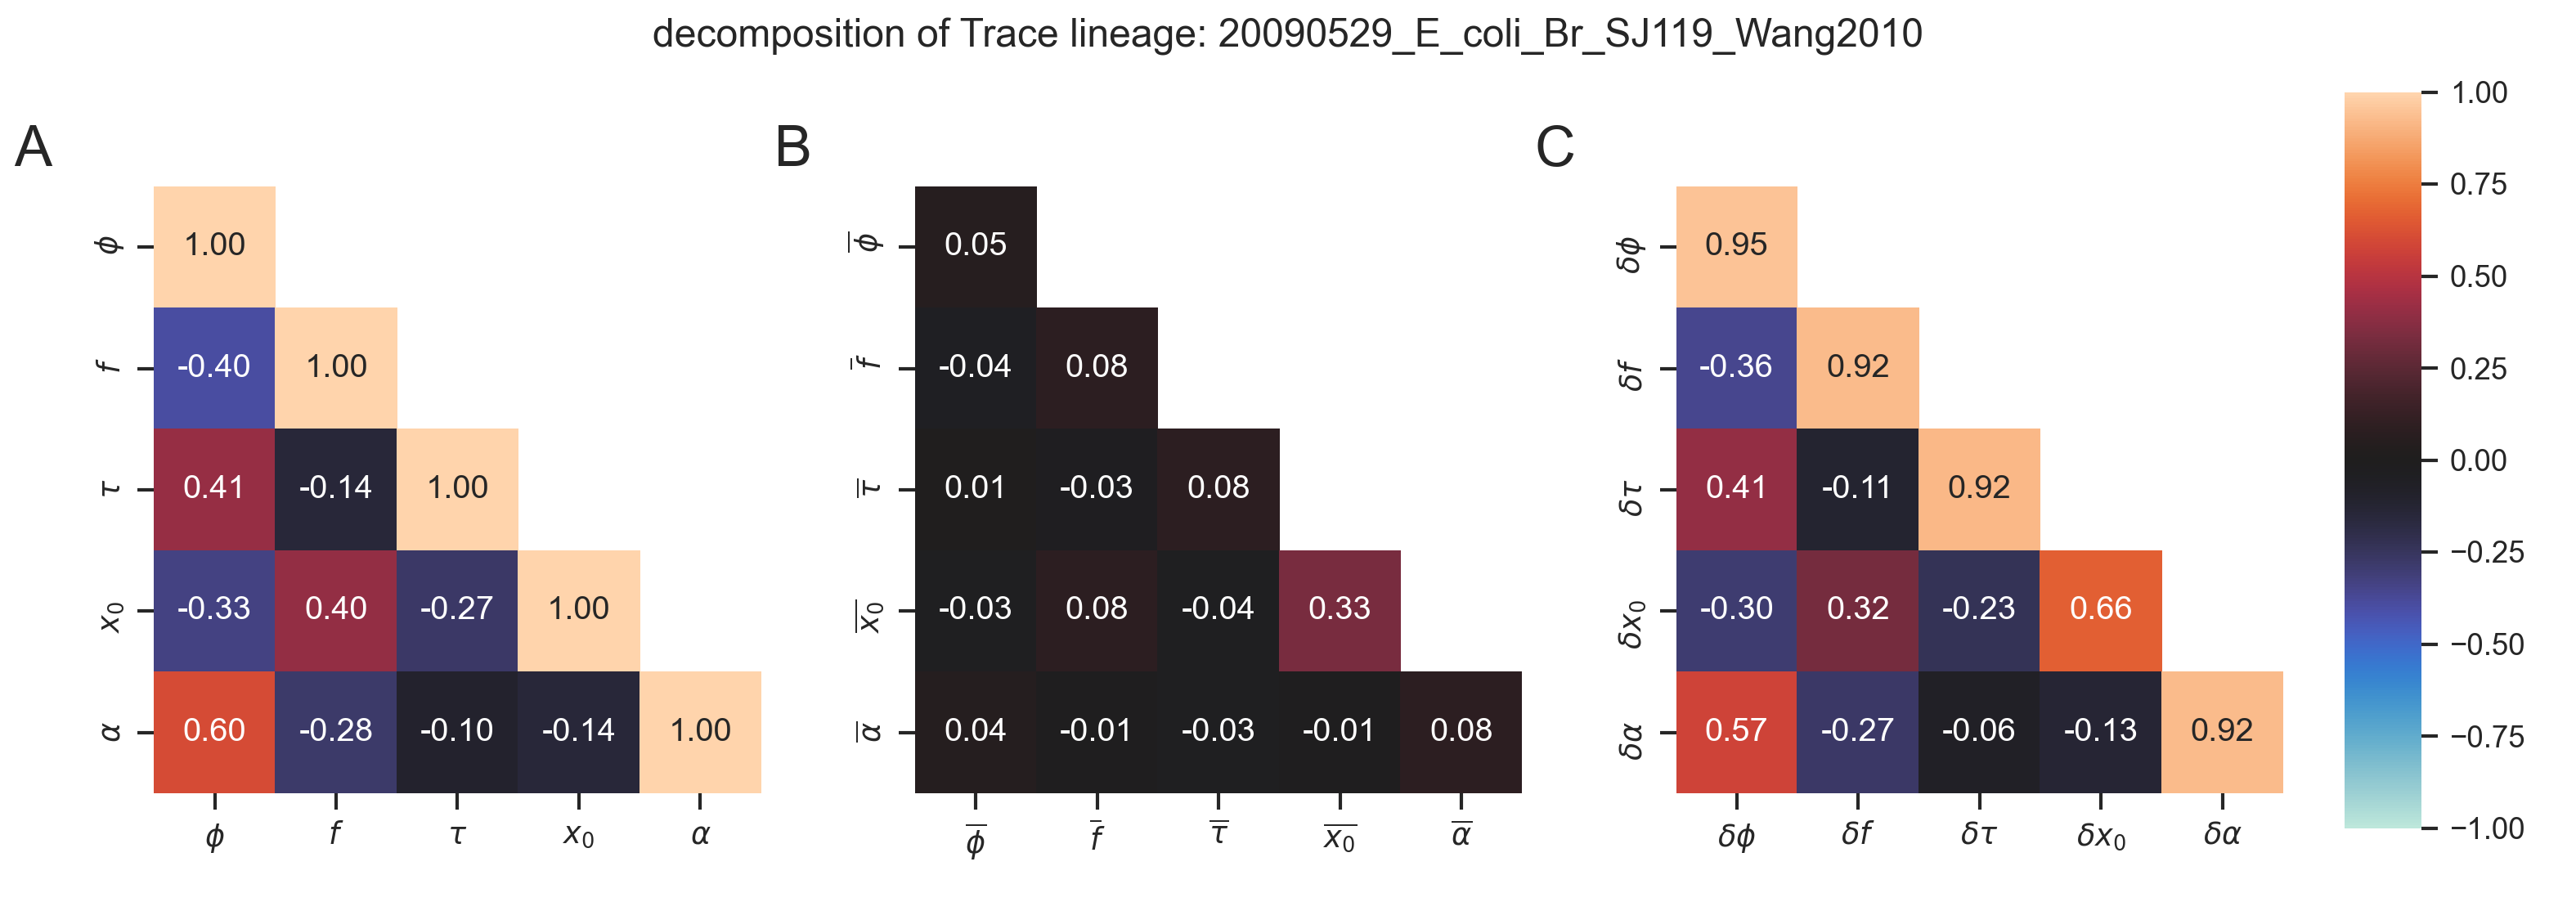 decomposition of Trace lineage: 20090529_E_coli_Br_SJ119_Wang2010
A
ϕ 1.00
f -0.40 1.00
τ 0.41 -0.14 1.00
x₀ -0.33 0.40 -0.27 1.00
α 0.60 -0.28 -0.10 -0.14 1.00
ϕ f τ x₀ α
B
ϕ̅ 0.05
f̅ -0.04 0.08
τ̅ 0.01 -0.03 0.08
x̅₀̅ -0.03 0.08 -0.04 0.33
α̅ 0.04 -0.01 -0.03 -0.01 0.08
ϕ̅ f̅ τ̅ x̅₀̅ α̅
C
δϕ 0.95
δf -0.36 0.92
δτ 0.41 -0.11 0.92
δx₀ -0.30 0.32 -0.23 0.66
δα 0.57 -0.27 -0.06 -0.13 0.92
δϕ δf δτ δx₀ δα
1.00
0.75
0.50
0.25
0.00
−0.25
−0.50
−0.75
−1.00